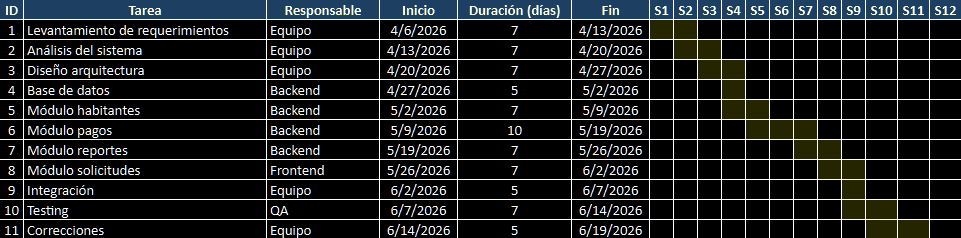 ID Tarea Responsable Inicio Duración (días) Fin S1 S2 S3 S4 S5 S6 S7 S8 S9 S10 S11 S12
1 Levantamiento de requerimientos Equipo 4/6/2026 7 4/13/2026
2 Análisis del sistema Equipo 4/13/2026 7 4/20/2026
3 Diseño arquitectura Equipo 4/20/2026 7 4/27/2026
4 Base de datos Backend 4/27/2026 5 5/2/2026
5 Módulo habitantes Backend 5/2/2026 7 5/9/2026
6 Módulo pagos Backend 5/9/2026 10 5/19/2026
7 Módulo reportes Backend 5/19/2026 7 5/26/2026
8 Módulo solicitudes Frontend 5/26/2026 7 6/2/2026
9 Integración Equipo 6/2/2026 5 6/7/2026
10 Testing QA 6/7/2026 7 6/14/2026
11 Correcciones Equipo 6/14/2026 5 6/19/2026